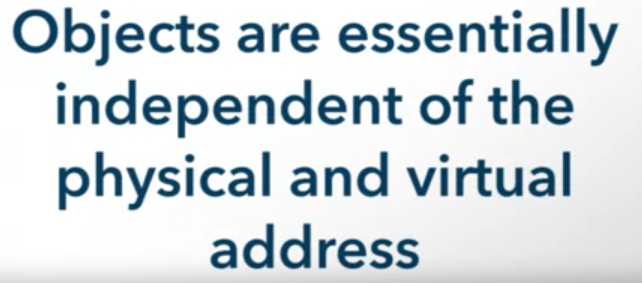 Objects are essentially
independent of the
physical and virtual
address